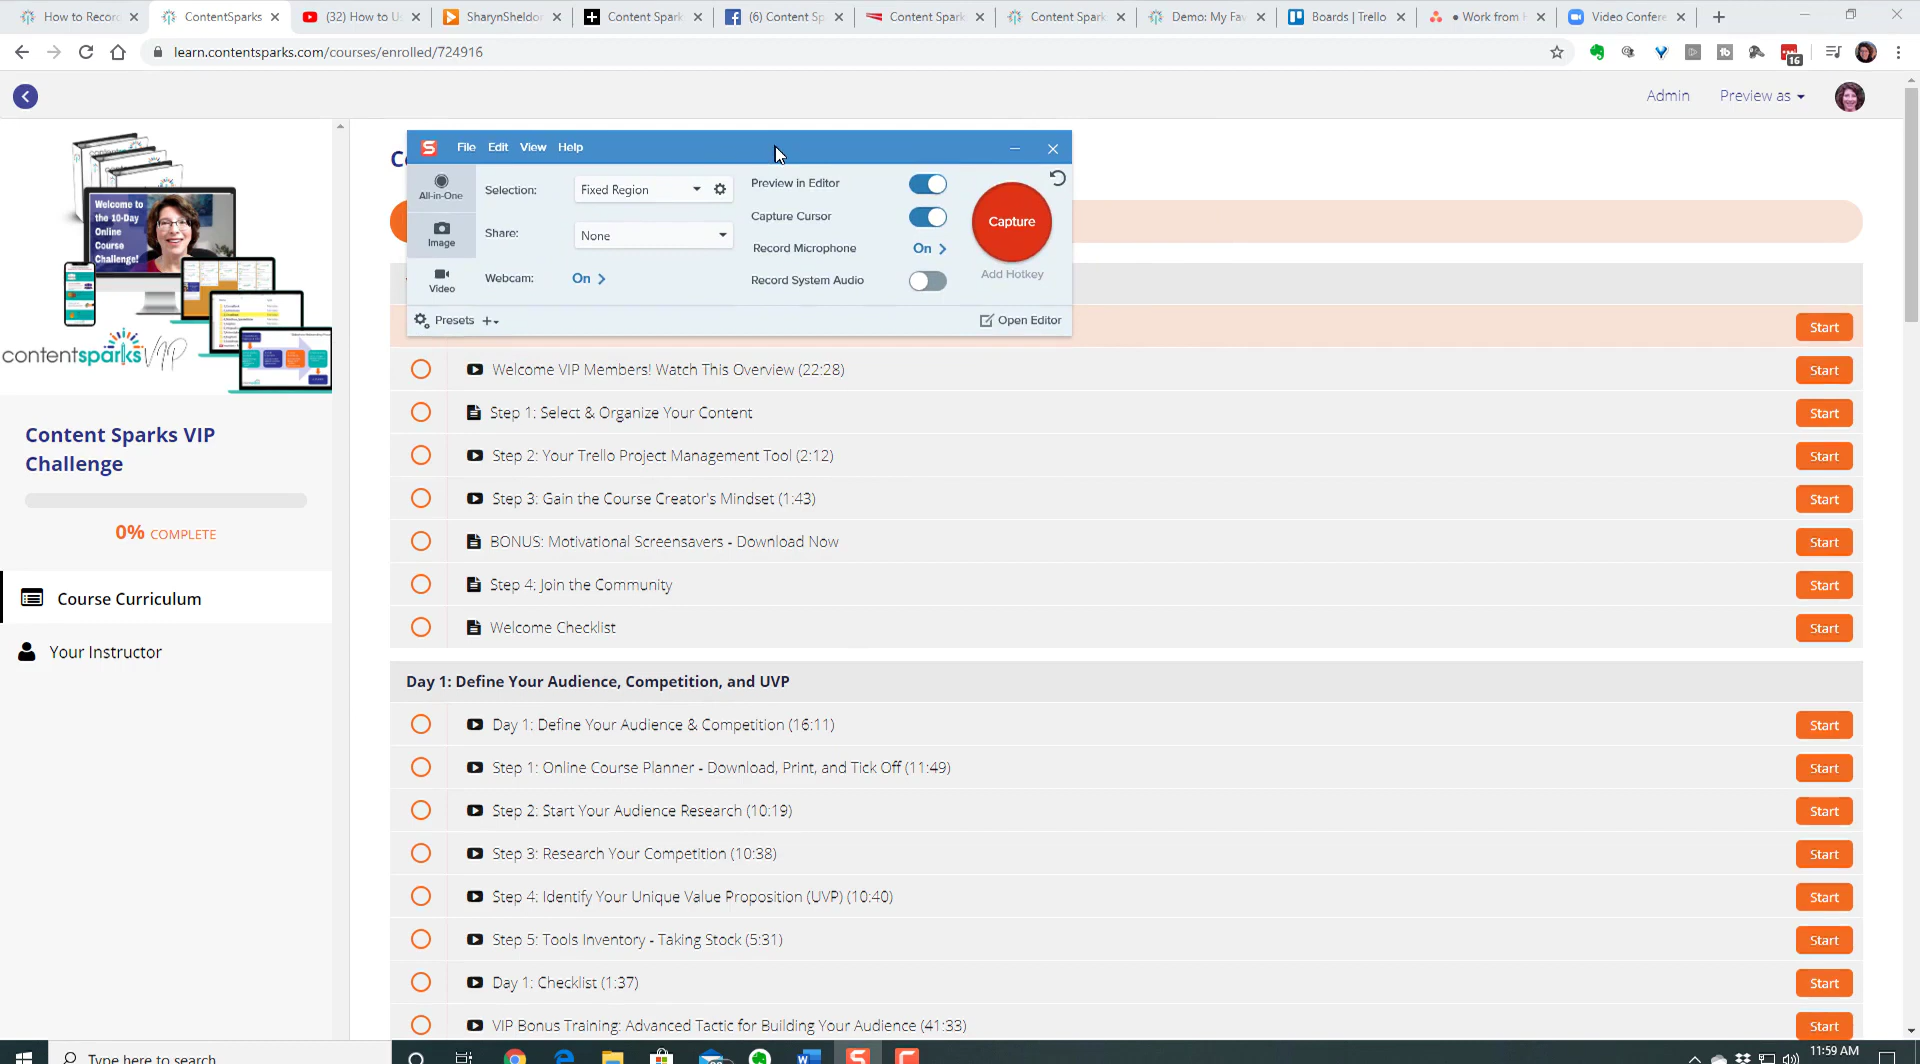 How to Record
ContentSparks
(32) How to U
SharynSheldon
Content Spark
(6) Content Sp
Content Spark
Content Spark
Demo: My Fav
Boards | Trello
• Work from H
Video Confere
learn.contentsparks.com/courses/enrolled/724916
16
Admin
Preview as
File Edit View Help
All-in-One
Image
Video
Selection:
Fixed Region
Share:
None
Webcam:
On
Preview in Editor
Capture Cursor
Record Microphone
On
Record System Audio
Capture
Add Hotkey
Presets
Open Editor
Welcome to
the 10-Day
Online
Course
Challenge!
contentsparks VIP
Content Sparks VIP
Challenge
0% COMPLETE
Course Curriculum
Your Instructor
Start
Welcome VIP Members! Watch This Overview (22:28)
Start
Step 1: Select & Organize Your Content
Start
Step 2: Your Trello Project Management Tool (2:12)
Start
Step 3: Gain the Course Creator's Mindset (1:43)
Start
BONUS: Motivational Screensavers - Download Now
Start
Step 4: Join the Community
Start
Welcome Checklist
Start
Day 1: Define Your Audience, Competition, and UVP
Day 1: Define Your Audience & Competition (16:11)
Start
Step 1: Online Course Planner - Download, Print, and Tick Off (11:49)
Start
Step 2: Start Your Audience Research (10:19)
Start
Step 3: Research Your Competition (10:38)
Start
Step 4: Identify Your Unique Value Proposition (UVP) (10:40)
Start
Step 5: Tools Inventory - Taking Stock (5:31)
Start
Day 1: Checklist (1:37)
Start
VIP Bonus Training: Advanced Tactic for Building Your Audience (41:33)
Start
Type here to search
11:59 AM